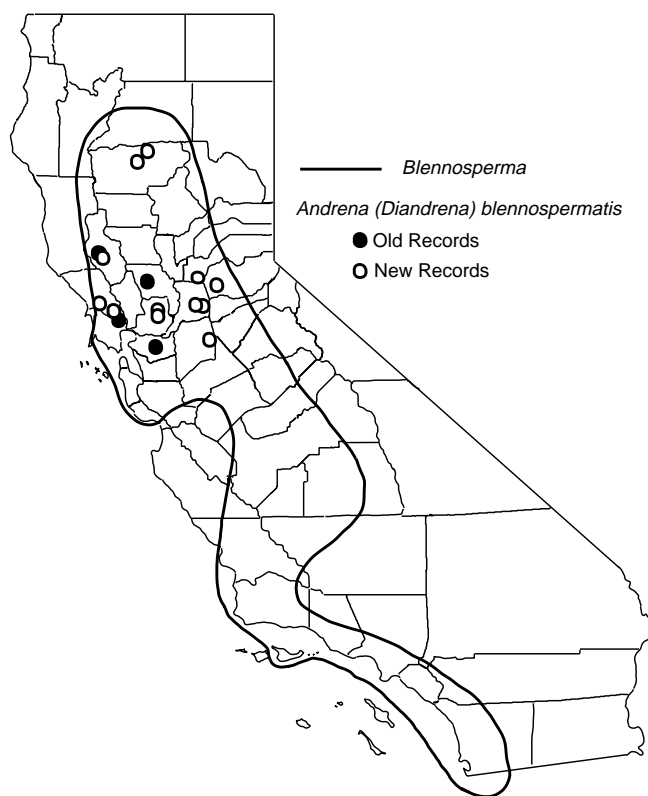 Blennosperma
Andrena (Diandrena) blennospermatis
Old Records
New Records